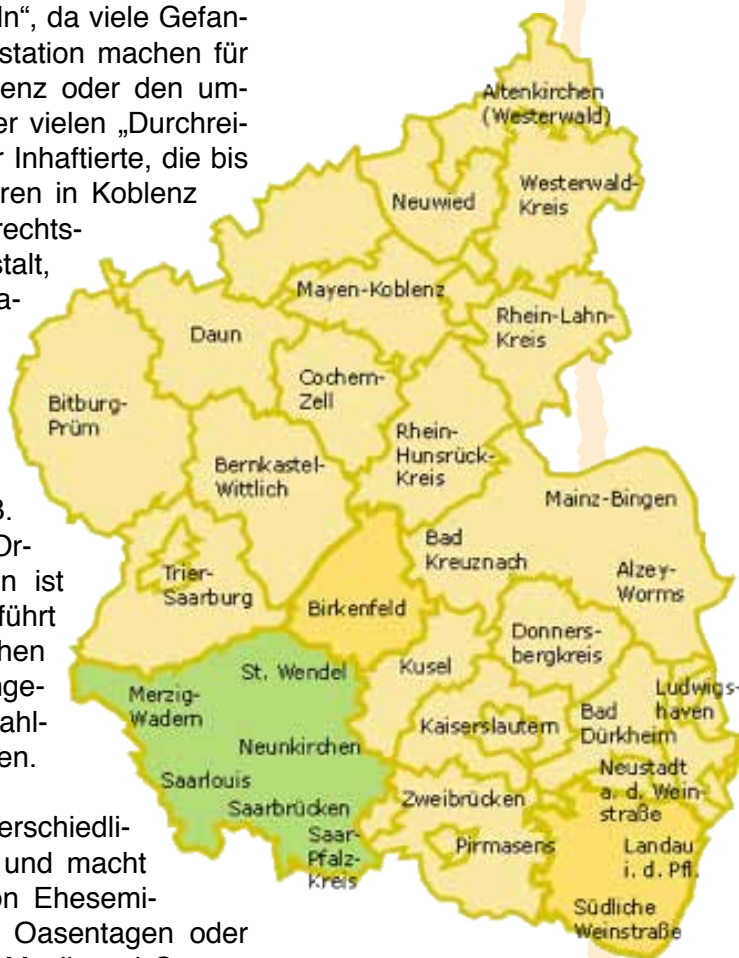 ln“, da viele Gefan-
station machen für
enz oder den um-
er vielen „Durchrei-
r Inhaftierte, die bis
ren in Koblenz
rechts-
stalt,
a-
3.
Or-
n ist
führt
hen
nge-
ahl-
en.
erschiedli-
und macht
on Ehesemi-
Oasentagen oder
Altenkirchen
(Westerwald)
Neuwied
Westerwald-
Kreis
Mayen-Koblenz
Rhein-Lahn-
Kreis
Daun
Cochem-
Zell
Bitburg-
Prüm
Rhein-
Hunsrück-
Kreis
Bernkastel-
Wittlich
Mainz-Bingen
Bad
Kreuznach
Alzey-
Worms
Trier-
Saarburg
Birkenfeld
Donners-
bergkreis
St. Wendel
Kusel
Merzig-
Wadern
Ludwigs-
haven
Kaiserslautern
Bad
Dürkheim
Neunkirchen
Neustadt
a. d. Wein-
straße
Saarlouis
Zweibrücken
Saarbrücken
Saar-
Pfalz-
Kreis
Pirmasens
Landau
i. d. Pfl.
Südliche
Weinstraße